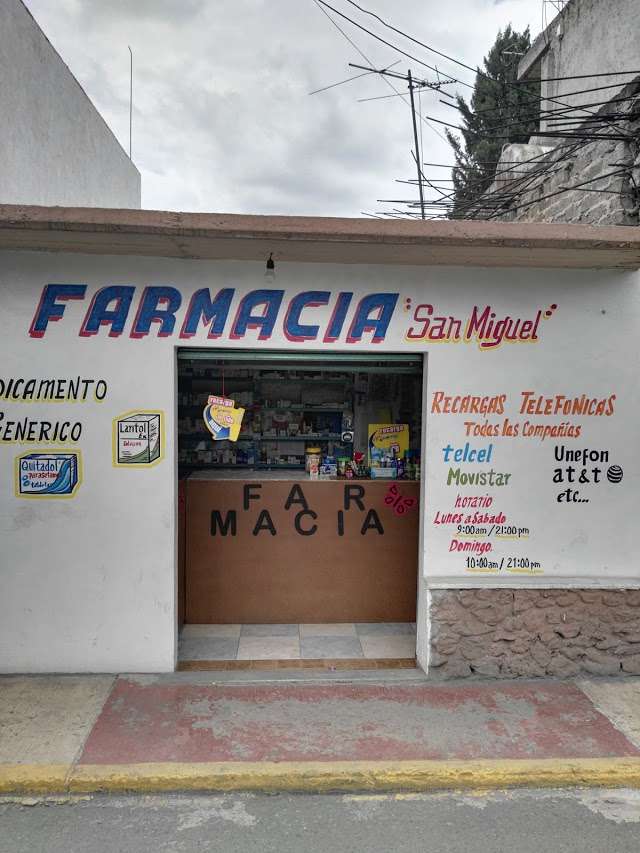 FARMACIA "San Miguel"
DICAMENTO
GENERICO
Lantol
Quitadol
RECARGAS TELEFONICAS
Todas las Compañías
telcel
Movistar
Unefon
at&t
etc...
horario
Lunes a Sabado
9:00am/21:00pm
Domingo.
10:00am/21:00pm
FAR
MACIA